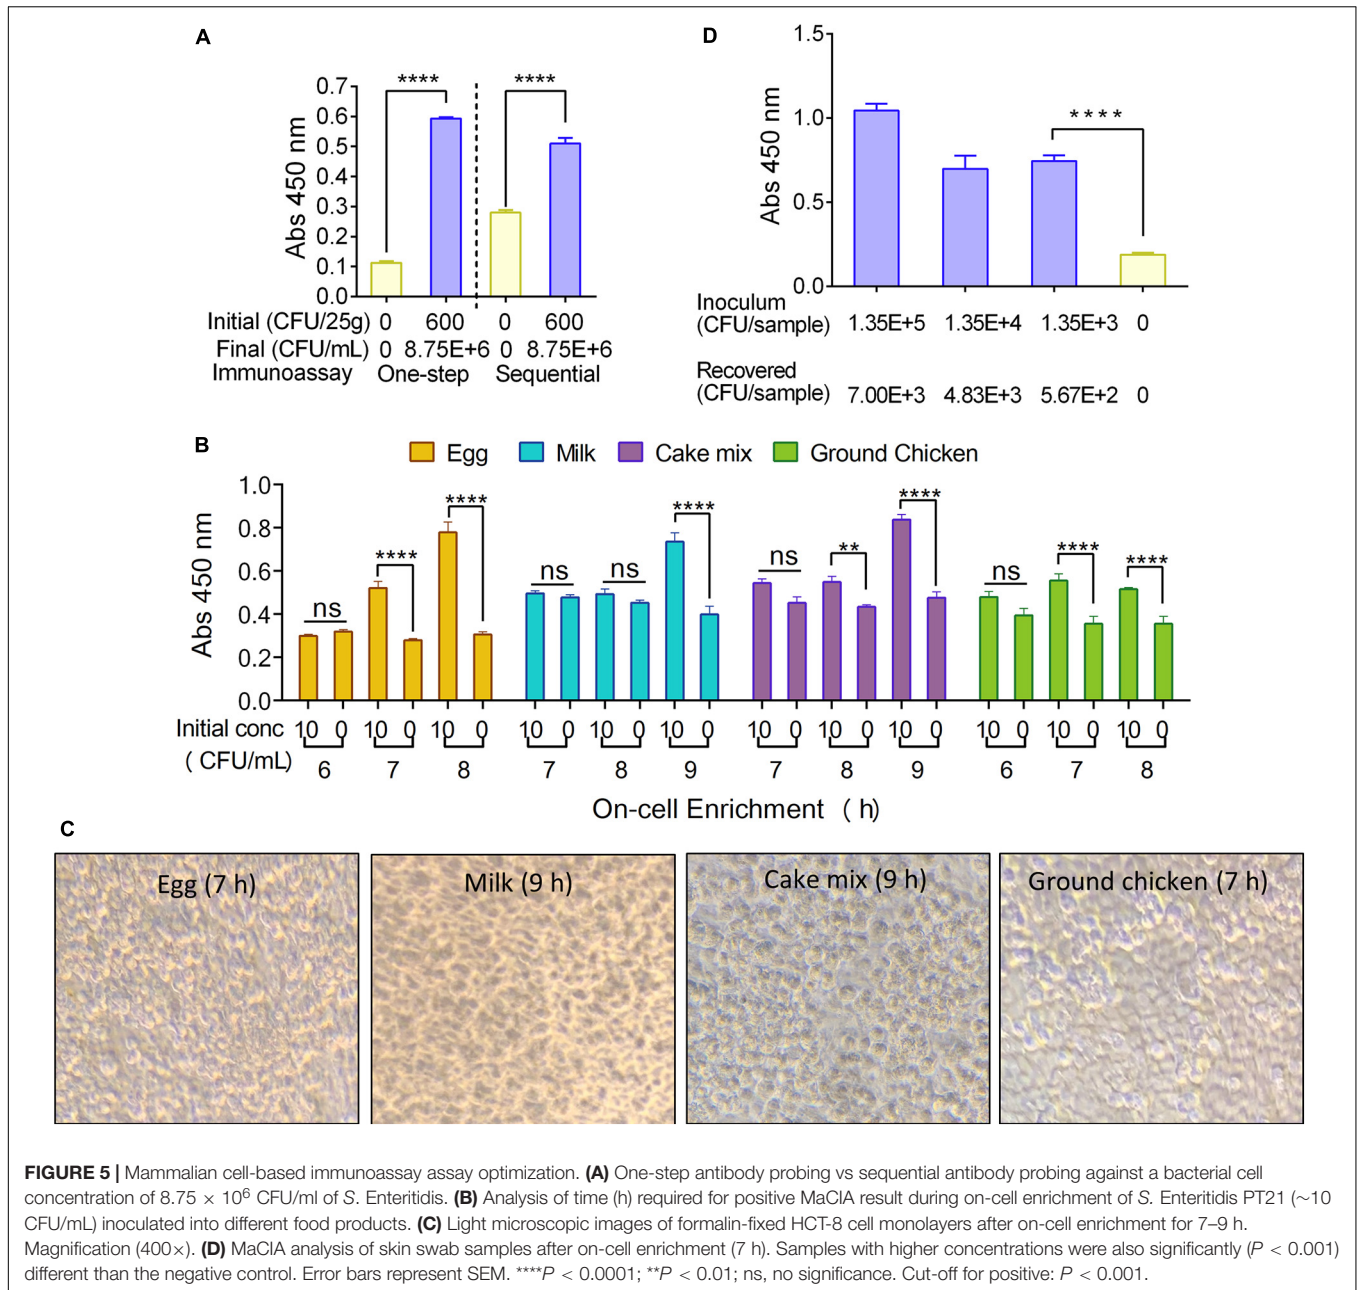 A
Abs 450 nm
0.7
0.6
0.5
0.4
0.3
0.2
0.1
0.0
**** ****
Initial (CFU/25g) 0 600 0 600
Final (CFU/mL) 0 8.75E+6 0 8.75E+6
Immunoassay One-step Sequential
D
Abs 450 nm
1.5
1.0
0.5
0.0
****
Inoculum
(CFU/sample) 1.35E+5 1.35E+4 1.35E+3 0
Recovered
(CFU/sample) 7.00E+3 4.83E+3 5.67E+2 0
B
Egg Milk Cake mix Ground Chicken
Abs 450 nm
1.0
0.8
0.6
0.4
0.2
0.0
ns **** **** ns ns **** ns ** **** ns **** ****
Initial conc 10 0 10 0 10 0 10 0 10 0 10 0 10 0 10 0 10 0 10 0 10 0 10 0
( CFU/mL) 6 7 8 7 8 9 7 8 9 6 7 8
On-cell Enrichment ( h)
C
Egg (7 h) Milk (9 h) Cake mix (9 h) Ground chicken (7 h)
FIGURE 5 | Mammalian cell-based immunoassay assay optimization. (A) One-step antibody probing vs sequential antibody probing against a bacterial cell
concentration of 8.75 × 10⁶ CFU/ml of S. Enteritidis. (B) Analysis of time (h) required for positive MaCIA result during on-cell enrichment of S. Enteritidis PT21 (∼10
CFU/mL) inoculated into different food products. (C) Light microscopic images of formalin-fixed HCT-8 cell monolayers after on-cell enrichment for 7–9 h.
Magnification (400×). (D) MaCIA analysis of skin swab samples after on-cell enrichment (7 h). Samples with higher concentrations were also significantly (P < 0.001)
different than the negative control. Error bars represent SEM. ****P < 0.0001; **P < 0.01; ns, no significance. Cut-off for positive: P < 0.001.